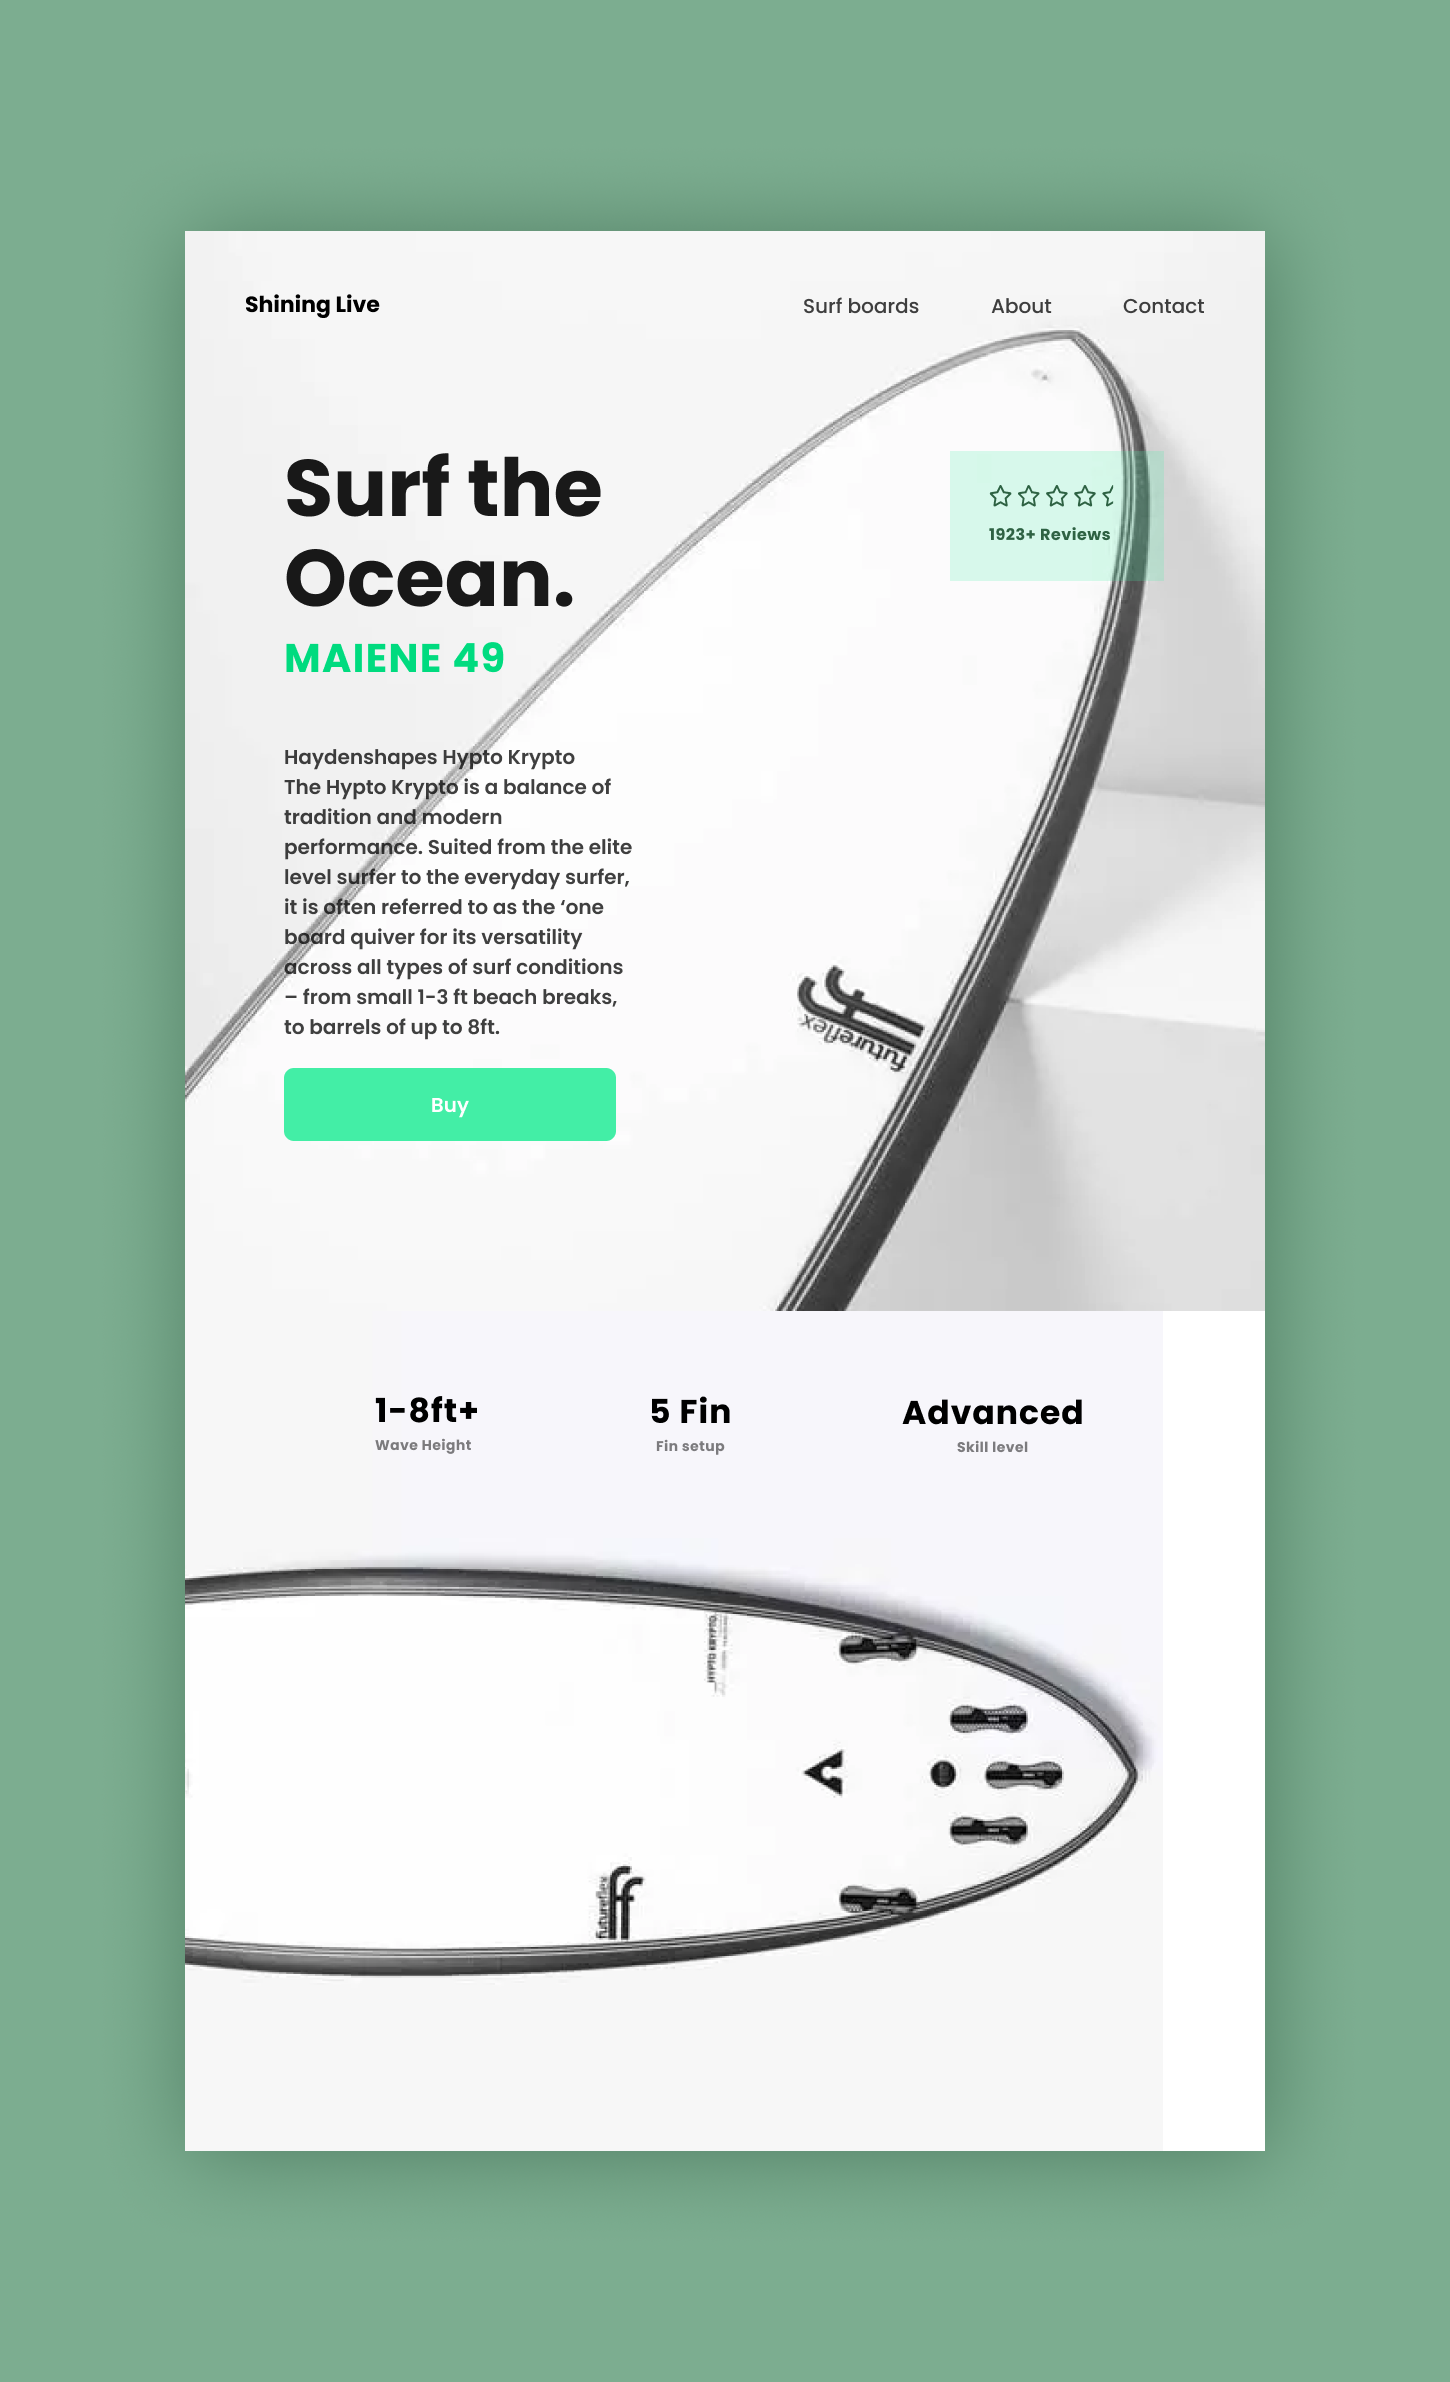 Shining Live
Surf boards
About
Contact
Surf the
Ocean.
MAIENE 49
1923+ Reviews
Haydenshapes Hypto Krypto
The Hypto Krypto is a balance of
tradition and modern
performance. Suited from the elite
level surfer to the everyday surfer,
it is often referred to as the ‘one
board quiver for its versatility
across all types of surf conditions
– from small 1-3 ft beach breaks,
to barrels of up to 8ft.
futureflex
Buy
1-8ft+
Wave Height
5 Fin
Fin setup
Advanced
Skill level
HYPTO KRYPTO
futureflex